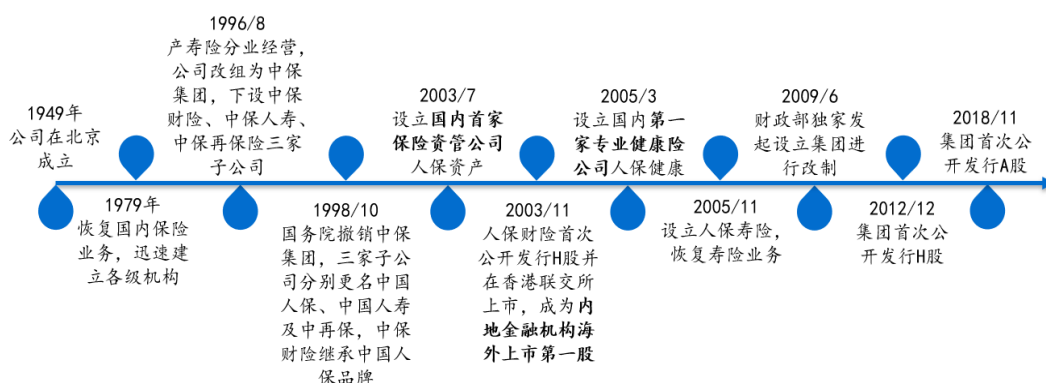 1949年
公司在北京
成立
1979年
恢复国内保险
业务，迅速建
立各级机构
1996/8
产寿险分业经营，
公司改组为中保
集团，下设中保
财险、中保人寿、
中保再保险三家
子公司
1998/10
国务院撤销中保
集团，三家子公
司分别更名中国
人保、中国人寿
及中再保，中保
财险继承中国人
保品牌
2003/7
设立国内首家
保险资管公司
人保资产
2003/11
人保财险首次
公开发行H股并
在香港联交所
上市，成为内
地金融机构海
外上市第一股
2005/3
设立国内第一
家专业健康险
公司人保健康
2005/11
设立人保寿险，
恢复寿险业务
2009/6
财政部独家发
起设立集团进
行改制
2012/12
集团首次公
开发行H股
2018/11
集团首次公
开发行A股